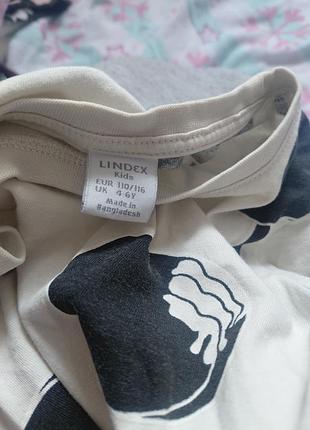 LINDEX
Kids
EUR 110/116
UK 4-6Y
Made in
Bangladesh